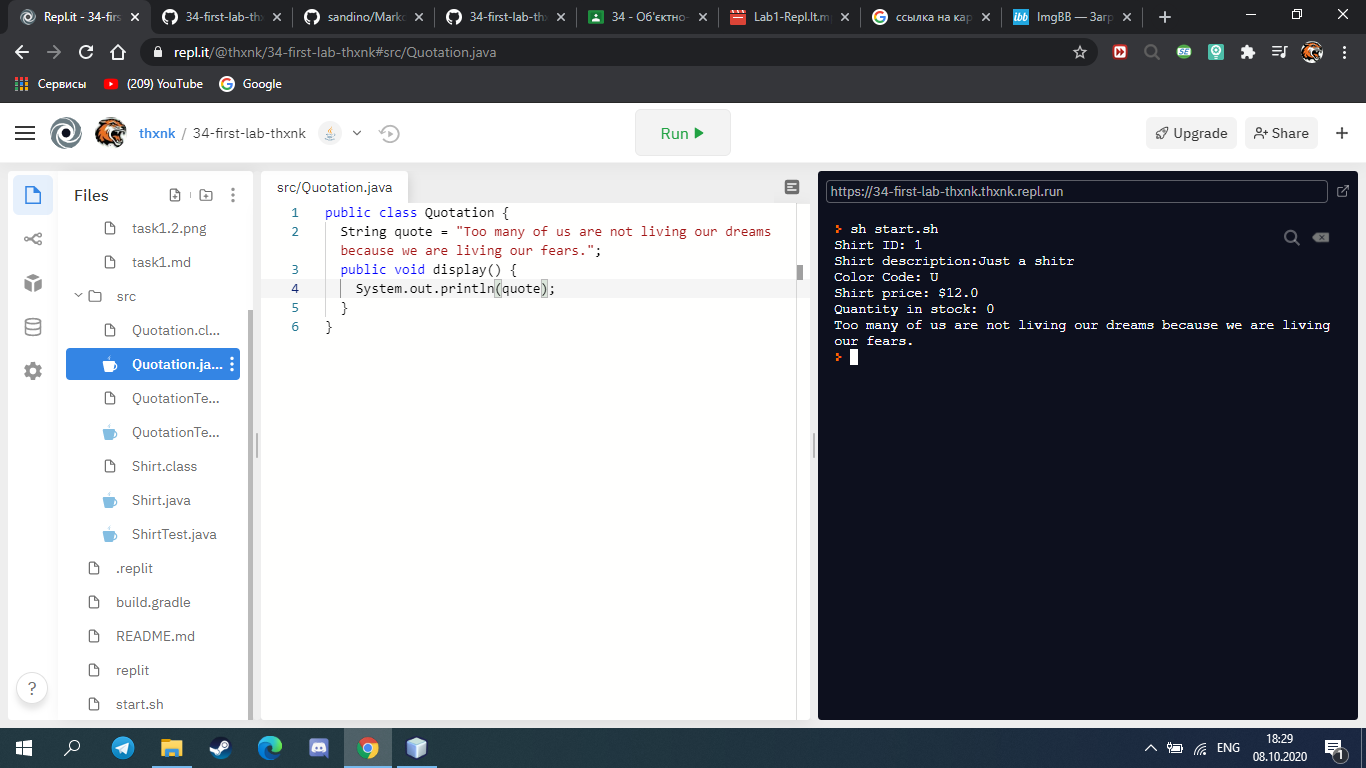 Repl.it - 34-firs
34-first-lab-thx
sandino/Marko
34-first-lab-thx
34 - Об'єктно-
Lab1-Repl.It.m
ссылка на кар
ImgBB — Загр
repl.it/@thxnk/34-first-lab-thxnk#src/Quotation.java
Сервисы
(209) YouTube
Google
thxnk / 34-first-lab-thxnk
Run
Upgrade
Share
Files
task1.2.png
task1.md
src
Quotation.cl...
Quotation.ja...
QuotationTe...
QuotationTe...
Shirt.class
Shirt.java
ShirtTest.java
.replit
build.gradle
README.md
replit
start.sh
?
src/Quotation.java
1 public class Quotation {
2 String quote = "Too many of us are not living our dreams
because we are living our fears.";
3 public void display() {
4 System.out.println(quote);
5 }
6 }
https://34-first-lab-thxnk.thxnk.repl.run
sh start.sh
Shirt ID: 1
Shirt description:Just a shitr
Color Code: U
Shirt price: $12.0
Quantity in stock: 0
Too many of us are not living our dreams because we are living
our fears.
ENG
18:29
08.10.2020
1